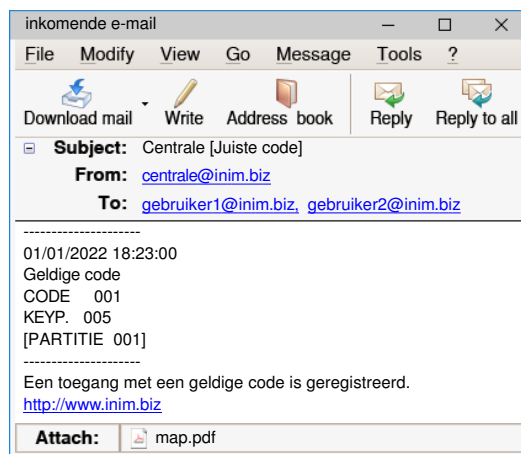 inkomende e-mail
File Modify View Go Message Tools ?
Download mail Write Address book Reply Reply to all
Subject: Centrale [Juiste code]
From: centrale@inim.biz
To: gebruiker1@inim.biz, gebruiker2@inim.biz
---------------------
01/01/2022 18:23:00
Geldige code
CODE 001
KEYP. 005
[PARTITIE 001]
---------------------
Een toegang met een geldige code is geregistreerd.
http://www.inim.biz
Attach: map.pdf